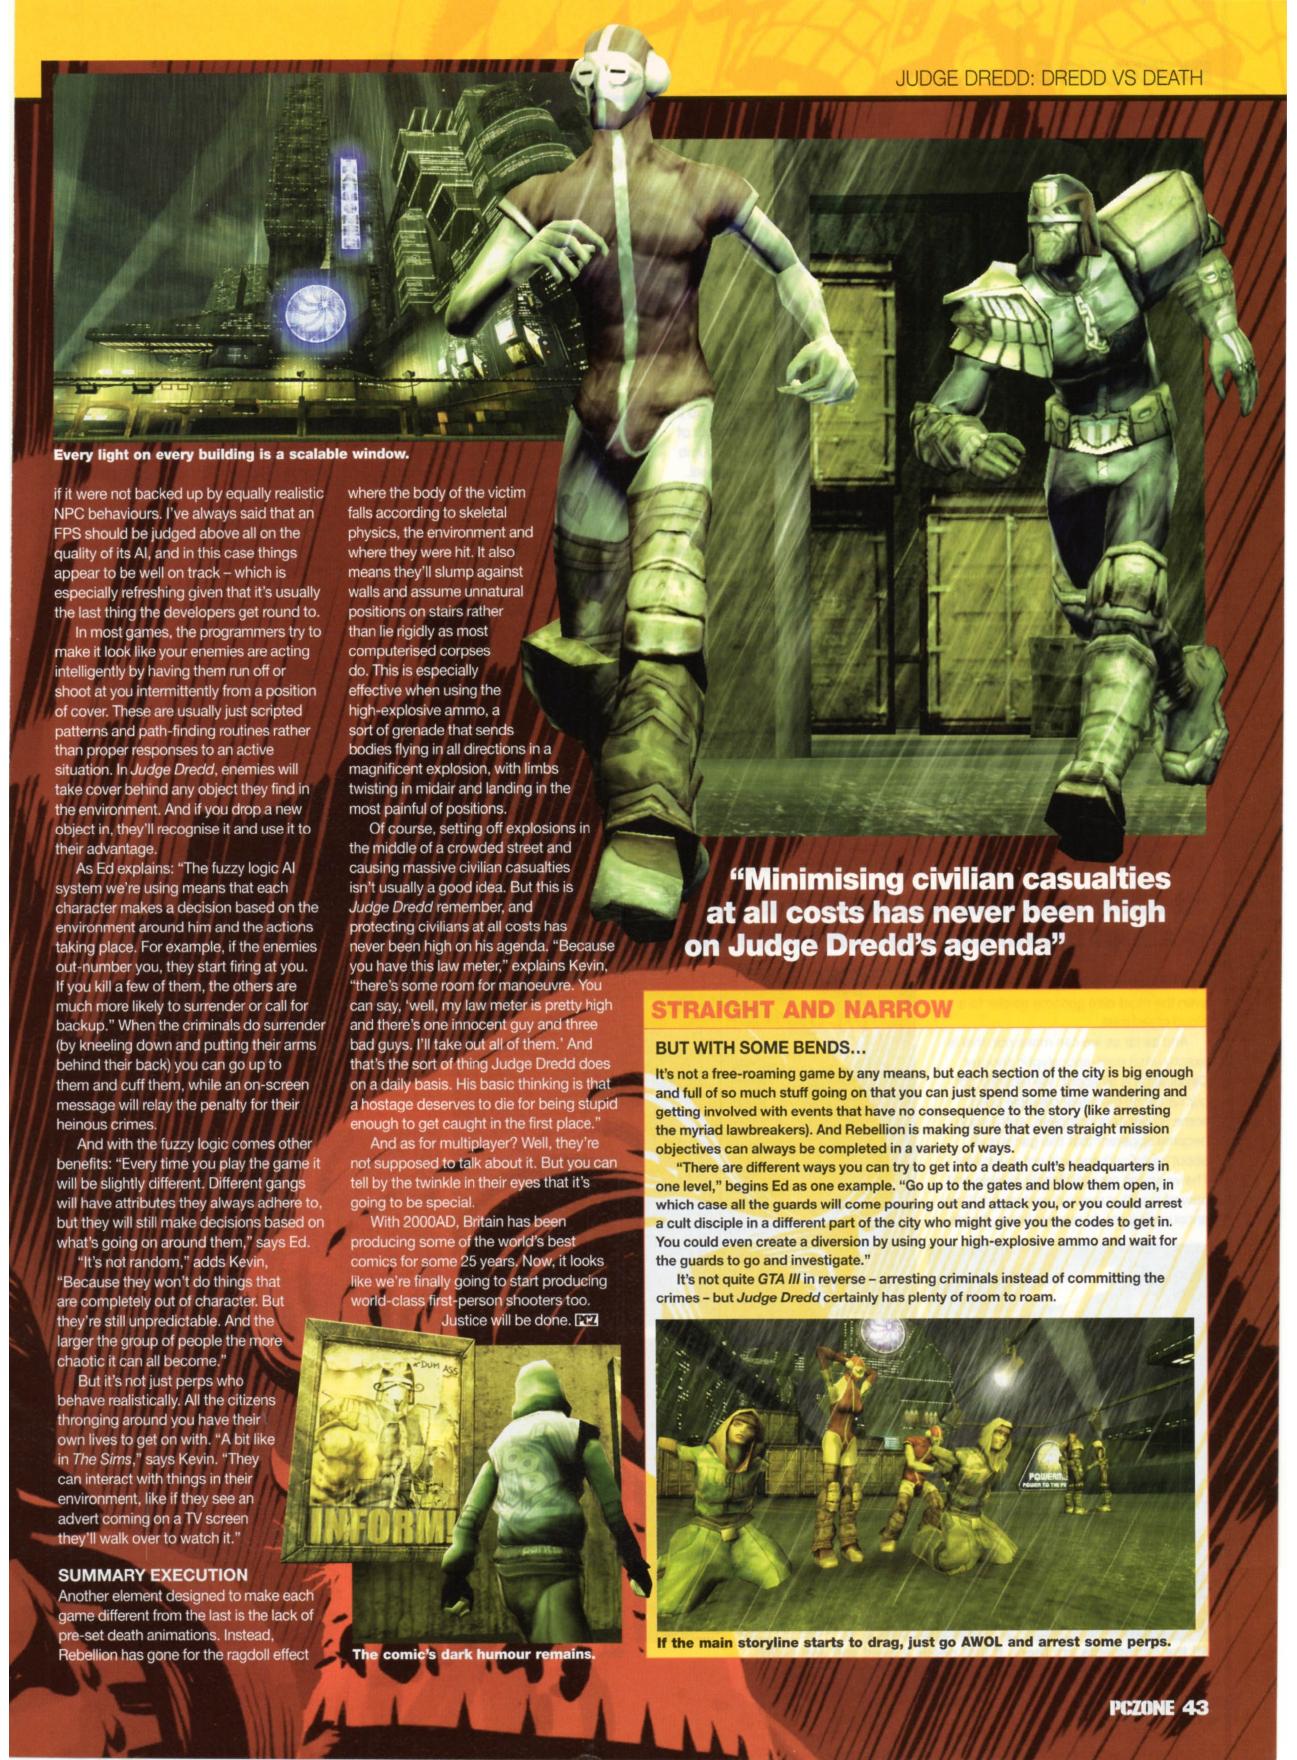 JUDGE DREDD: DREDD VS DEATH
Every light on every building is a scalable window.
if it were not backed up by equally realistic
NPC behaviours. I've always said that an
FPS should be judged above all on the
quality of its AI, and in this case things
appear to be well on track – which is
especially refreshing given that it's usually
the last thing the developers get round to.
In most games, the programmers try to
make it look like your enemies are acting
intelligently by having them run off or
shoot at you intermittently from a position
of cover. These are usually just scripted
patterns and path-finding routines rather
than proper responses to an active
situation. In Judge Dredd, enemies will
take cover behind any object they find in
the environment. And if you drop a new
object in, they'll recognise it and use it to
their advantage.
As Ed explains: “The fuzzy logic AI
system we're using means that each
character makes a decision based on the
environment around him and the actions
taking place. For example, if the enemies
out-number you, they start firing at you.
If you kill a few of them, the others are
much more likely to surrender or call for
backup.” When the criminals do surrender
(by kneeling down and putting their arms
behind their back) you can go up to
them and cuff them, while an on-screen
message will relay the penalty for their
heinous crimes.
And with the fuzzy logic comes other
benefits: “Every time you play the game it
will be slightly different. Different gangs
will have attributes they always adhere to,
but they will still make decisions based on
what's going on around them,” says Ed.
“It's not random,” adds Kevin,
“Because they won't do things that
are completely out of character. But
they're still unpredictable. And the
larger the group of people the more
chaotic it can all become.”
But it's not just perps who
behave realistically. All the citizens
thronging around you have their
own lives to get on with. “A bit like
in The Sims,” says Kevin. “They
can interact with things in their
environment, like if they see an
advert coming on a TV screen
they'll walk over to watch it.”
SUMMARY EXECUTION
Another element designed to make each
game different from the last is the lack of
pre-set death animations. Instead,
Rebellion has gone for the ragdoll effect
where the body of the victim
falls according to skeletal
physics, the environment and
where they were hit. It also
means they'll slump against
walls and assume unnatural
positions on stairs rather
than lie rigidly as most
computerised corpses
do. This is especially
effective when using the
high-explosive ammo, a
sort of grenade that sends
bodies flying in all directions in a
magnificent explosion, with limbs
twisting in midair and landing in the
most painful of positions.
Of course, setting off explosions in
the middle of a crowded street and
causing massive civilian casualties
isn't usually a good idea. But this is
Judge Dredd remember, and
protecting civilians at all costs has
never been high on his agenda. “Because
you have this law meter,” explains Kevin,
“there's some room for manoeuvre. You
can say, ‘well, my law meter is pretty high
and there's one innocent guy and three
bad guys. I'll take out all of them.’ And
that's the sort of thing Judge Dredd does
on a daily basis. His basic thinking is that
a hostage deserves to die for being stupid
enough to get caught in the first place.”
And as for multiplayer? Well, they're
not supposed to talk about it. But you can
tell by the twinkle in their eyes that it's
going to be special.
With 2000AD, Britain has been
producing some of the world's best
comics for some 25 years. Now, it looks
like we're finally going to start producing
world-class first-person shooters too.
Justice will be done. PCZ
DUM ASS
INFORM!
The comic's dark humour remains.
“Minimising civilian casualties
at all costs has never been high
on Judge Dredd's agenda”
STRAIGHT AND NARROW
BUT WITH SOME BENDS...
It's not a free-roaming game by any means, but each section of the city is big enough
and full of so much stuff going on that you can just spend some time wandering and
getting involved with events that have no consequence to the story (like arresting
the myriad lawbreakers). And Rebellion is making sure that even straight mission
objectives can always be completed in a variety of ways.
“There are different ways you can try to get into a death cult's headquarters in
one level,” begins Ed as one example. “Go up to the gates and blow them open, in
which case all the guards will come pouring out and attack you, or you could arrest
a cult disciple in a different part of the city who might give you the codes to get in.
You could even create a diversion by using your high-explosive ammo and wait for
the guards to go and investigate.”
It's not quite GTA III in reverse – arresting criminals instead of committing the
crimes – but Judge Dredd certainly has plenty of room to roam.
POWER TO THE
If the main storyline starts to drag, just go AWOL and arrest some perps.
PCZONE 43